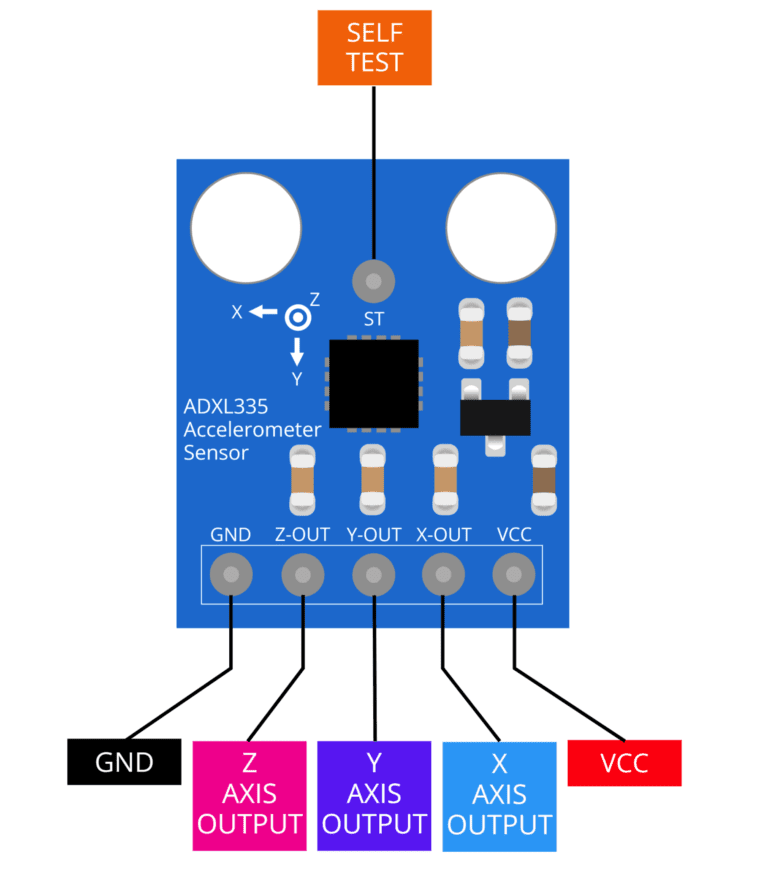 SELF
TEST
ST
X
Z
Y
ADXL335
Accelerometer
Sensor
GND Z-OUT Y-OUT X-OUT VCC
GND
Z
AXIS
OUTPUT
Y
AXIS
OUTPUT
X
AXIS
OUTPUT
VCC